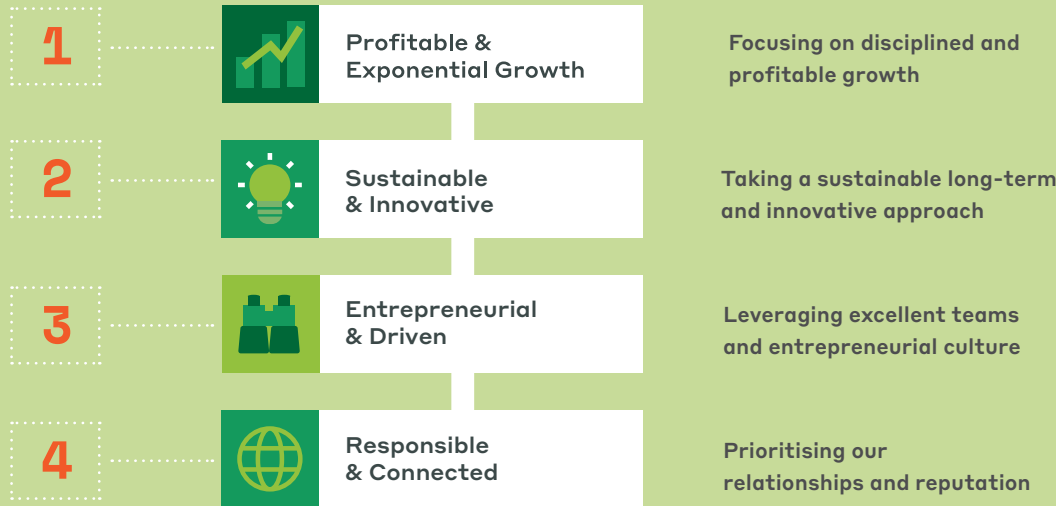 1
Profitable &
Exponential Growth
Focusing on disciplined and
profitable growth
2
Sustainable
& Innovative
Taking a sustainable long-term
and innovative approach
3
Entrepreneurial
& Driven
Leveraging excellent teams
and entrepreneurial culture
4
Responsible
& Connected
Prioritising our
relationships and reputation